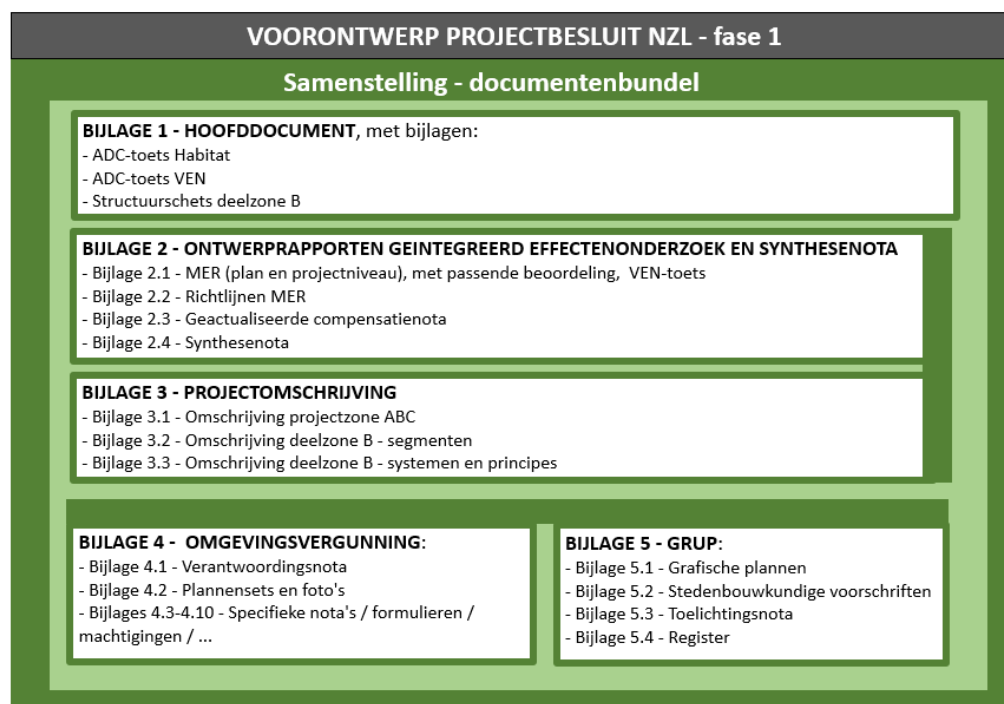 VOORONTWERP PROJECTBESLUIT NZL - fase 1
Samenstelling - documentenbundel
BIJLAGE 1 - HOOFDDOCUMENT, met bijlagen:
- ADC-toets Habitat
- ADC-toets VEN
- Structuurschets deelzone B
BIJLAGE 2 - ONTWERPRAPPORTEN GEINTEGREERD EFFECTENONDERZOEK EN SYNTHESENOTA
- Bijlage 2.1 - MER (plan en projectniveau), met passende beoordeling, VEN-toets
- Bijlage 2.2 - Richtlijnen MER
- Bijlage 2.3 - Geactualiseerde compensatienota
- Bijlage 2.4 - Synthesenota
BIJLAGE 3 - PROJECTOMSCHRIJVING
- Bijlage 3.1 - Omschrijving projectzone ABC
- Bijlage 3.2 - Omschrijving deelzone B - segmenten
- Bijlage 3.3 - Omschrijving deelzone B - systemen en principes
BIJLAGE 4 - OMGEVINGSVERGUNNING:
- Bijlage 4.1 - Verantwoordingsnota
- Bijlage 4.2 - Plannensets en foto's
- Bijlages 4.3-4.10 - Specifieke nota's / formulieren /
machtigingen / ...
BIJLAGE 5 - GRUP:
- Bijlage 5.1 - Grafische plannen
- Bijlage 5.2 - Stedenbouwkundige voorschriften
- Bijlage 5.3 - Toelichtingsnota
- Bijlage 5.4 - Register